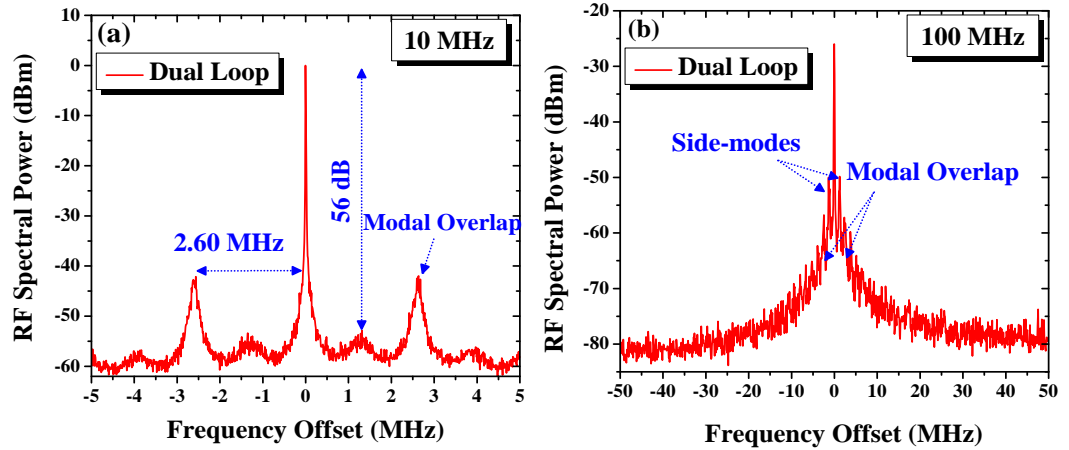 (a)
10 MHz
Dual Loop
56 dB
2.60 MHz
Modal Overlap
RF Spectral Power (dBm)
10
0
-10
-20
-30
-40
-50
-60
-5 -4 -3 -2 -1 0 1 2 3 4 5
Frequency Offset (MHz)
(b)
100 MHz
Dual Loop
Side-modes
Modal Overlap
RF Spectral Power (dBm)
-20
-30
-40
-50
-60
-70
-80
-50 -40 -30 -20 -10 0 10 20 30 40 50
Frequency Offset (MHz)